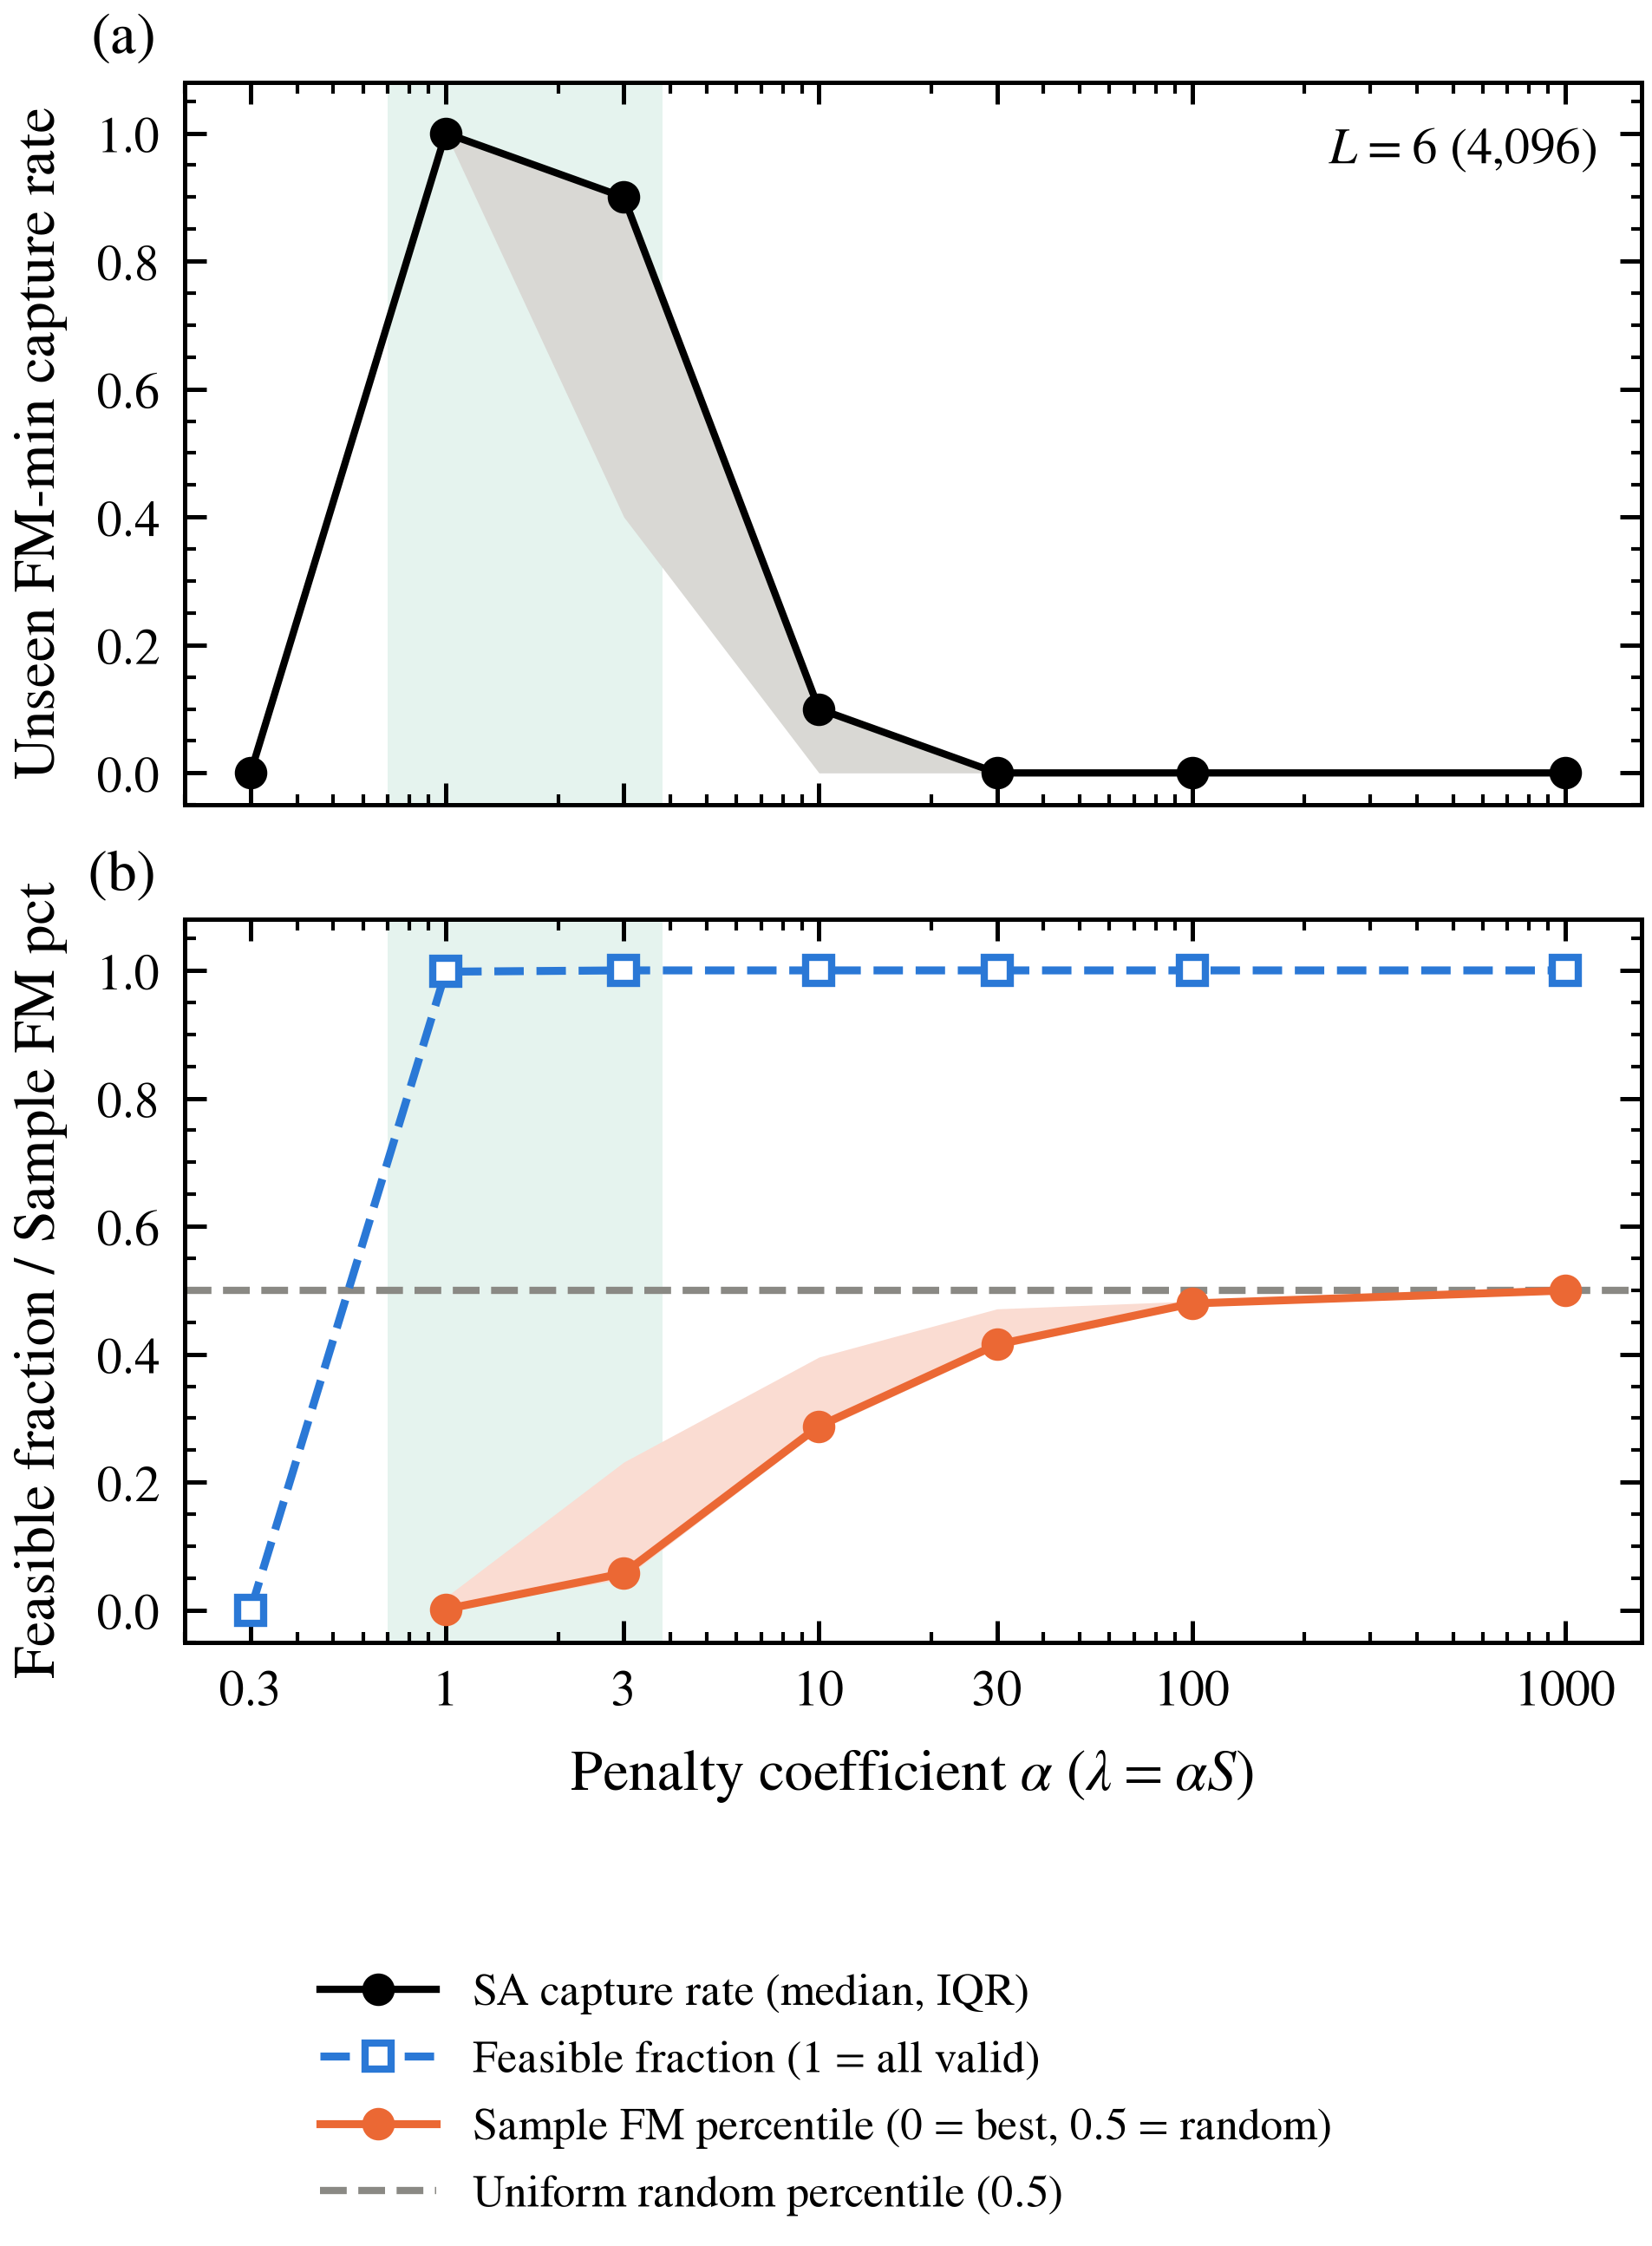 (a)
Unseen FM-min capture rate
1.0
0.8
0.6
0.4
0.2
0.0
L = 6 (4,096)
(b)
Feasible fraction / Sample FM pct
1.0
0.8
0.6
0.4
0.2
0.0
0.3 1 3 10 30 100 1000
Penalty coefficient α (λ = αS)
SA capture rate (median, IQR)
Feasible fraction (1 = all valid)
Sample FM percentile (0 = best, 0.5 = random)
Uniform random percentile (0.5)